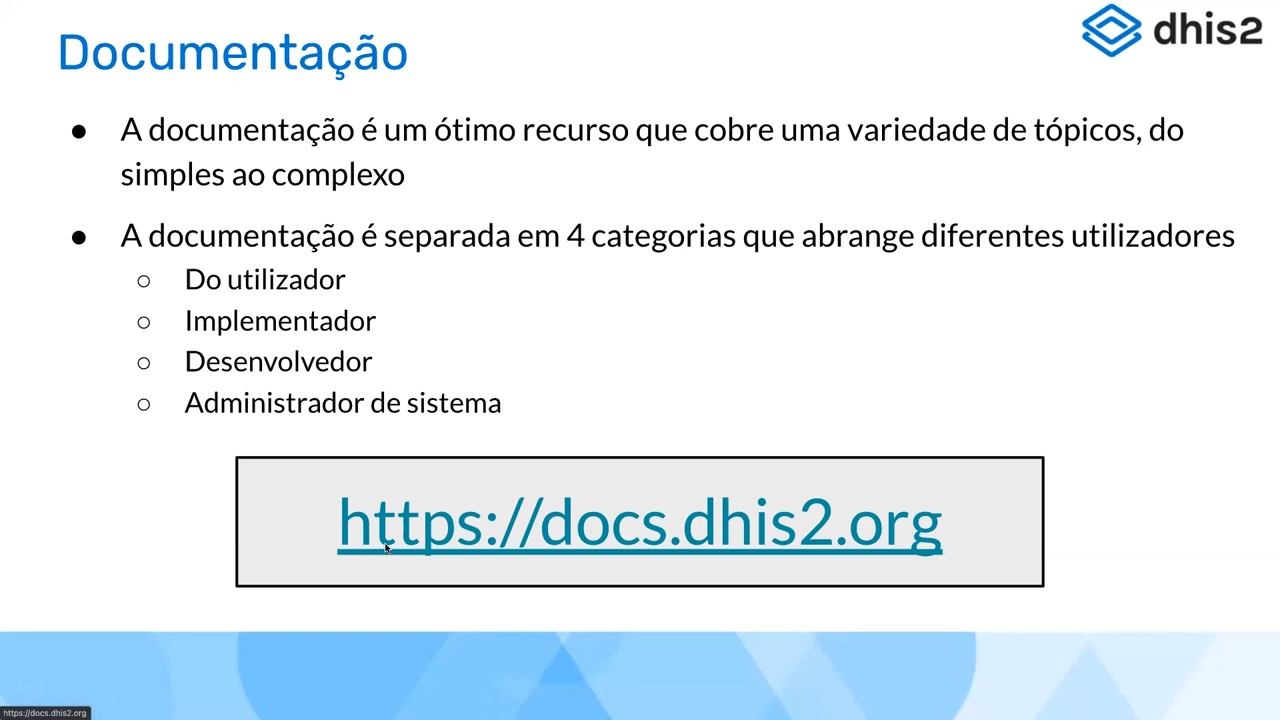 Documentação
dhis2
● A documentação é um ótimo recurso que cobre uma variedade de tópicos, do
simples ao complexo
● A documentação é separada em 4 categorias que abrange diferentes utilizadores
○ Do utilizador
○ Implementador
○ Desenvolvedor
○ Administrador de sistema
https://docs.dhis2.org
https://docs.dhis2.org